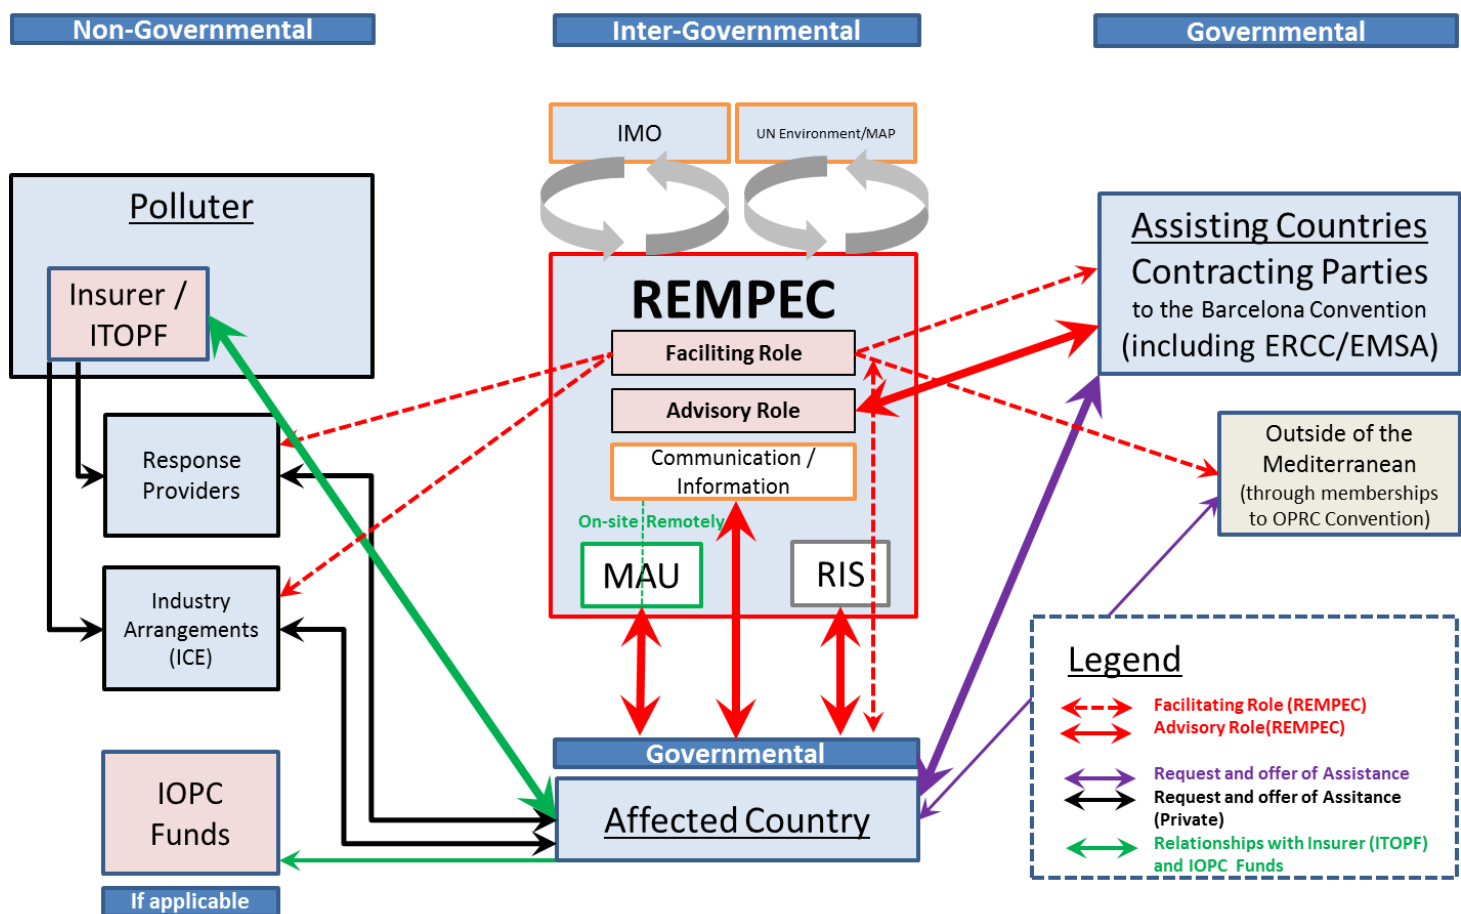 Non-Governmental
Inter-Governmental
Governmental
IMO
UN Environment/MAP
Polluter
Insurer /
ITOPF
Response
Providers
Industry
Arrangements
(ICE)
IOPC
Funds
If applicable
REMPEC
Faciliting Role
Advisory Role
Communication /
Information
On-site Remotely
MAU
RIS
Governmental
Affected Country
Assisting Countries
Contracting Parties
to the Barcelona Convention
(including ERCC/EMSA)
Outside of the
Mediterranean
(through memberships
to OPRC Convention)
Legend
Facilitating Role (REMPEC)
Advisory Role(REMPEC)
Request and offer of Assistance
Request and offer of Assitance
(Private)
Relationships with Insurer (ITOPF)
and IOPC Funds